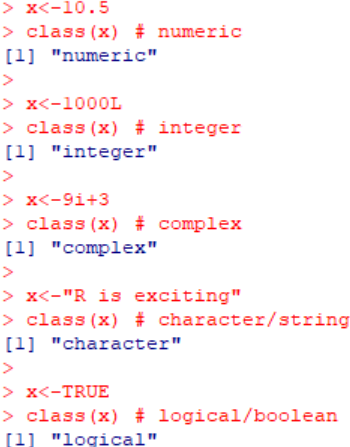 > x<-10.5
> class(x) # numeric
[1] "numeric"
>
> x<-1000L
> class(x) # integer
[1] "integer"
>
> x<-9i+3
> class(x) # complex
[1] "complex"
>
> x<-"R is exciting"
> class(x) # character/string
[1] "character"
>
> x<-TRUE
> class(x) # logical/boolean
[1] "logical"